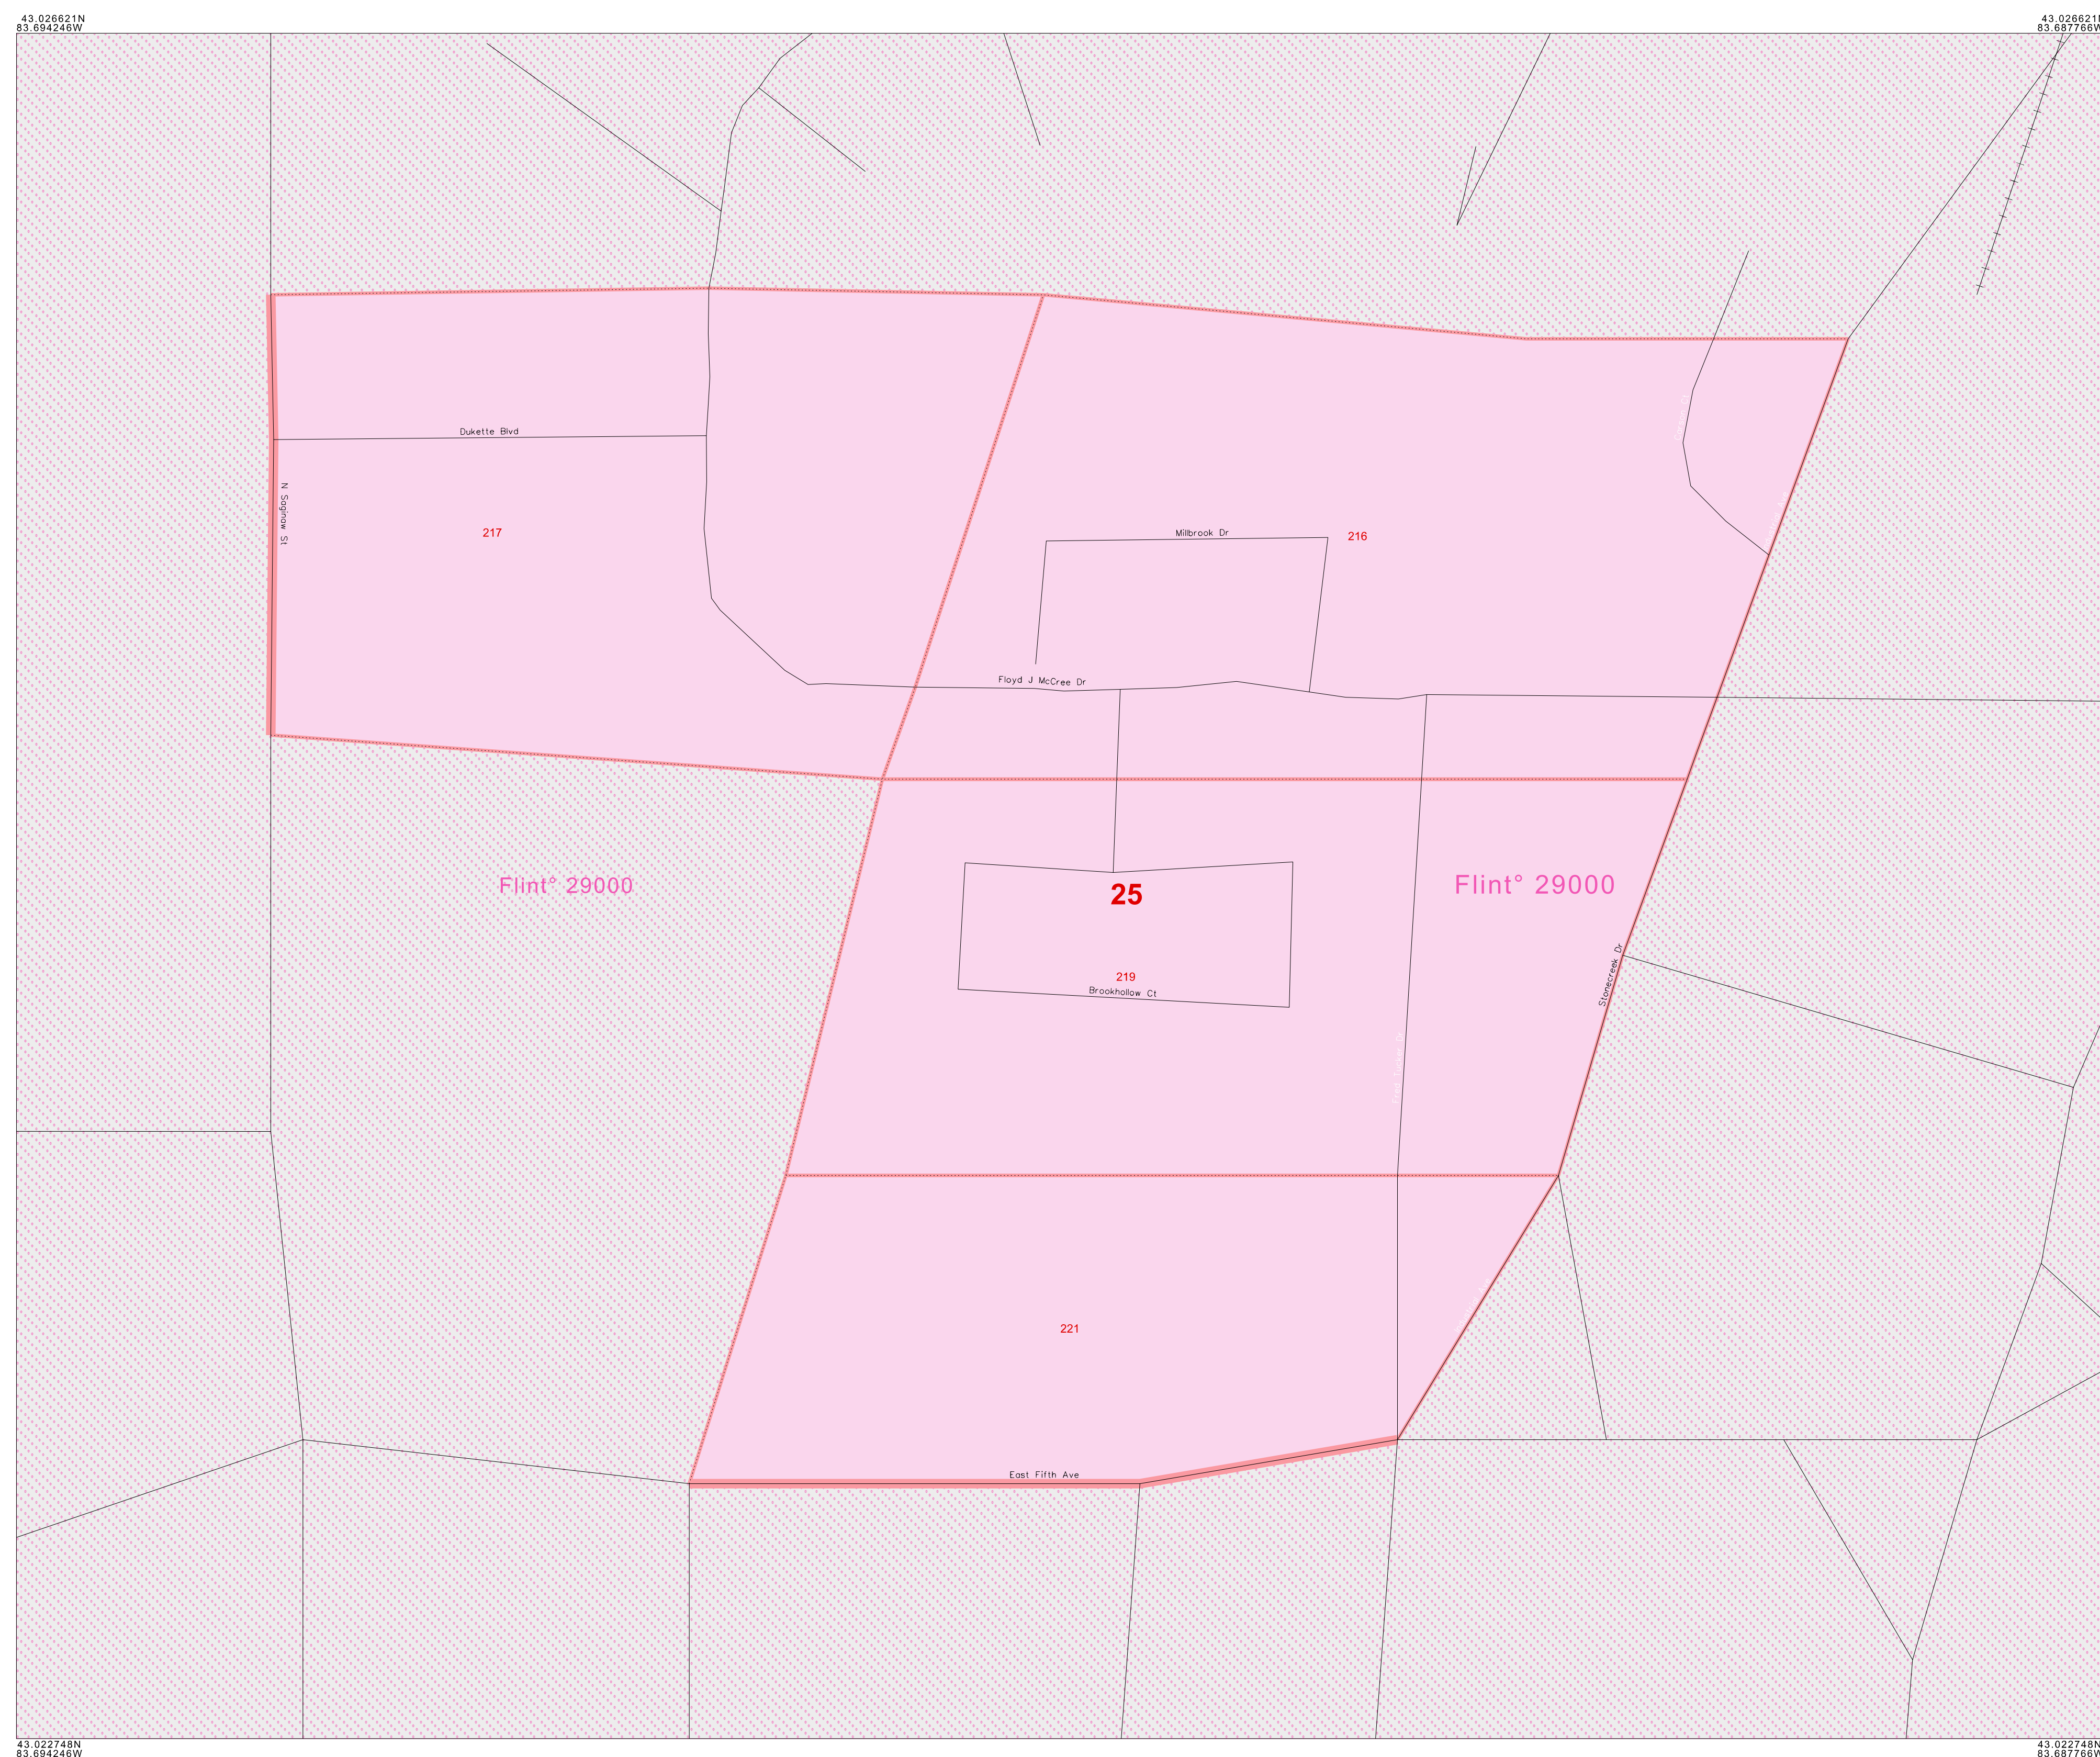 43.026621N
83.694246W
43.026621N
83.687766W
Dukette Blvd
N Saginaw St
217
Millbrook Dr
216
Floyd J McCree Dr
Flint° 29000
25
Flint° 29000
219
Brookhollow Ct
Stonecreek Dr
221
East Fifth Ave
43.022748N
83.694246W
43.022748N
83.687766W